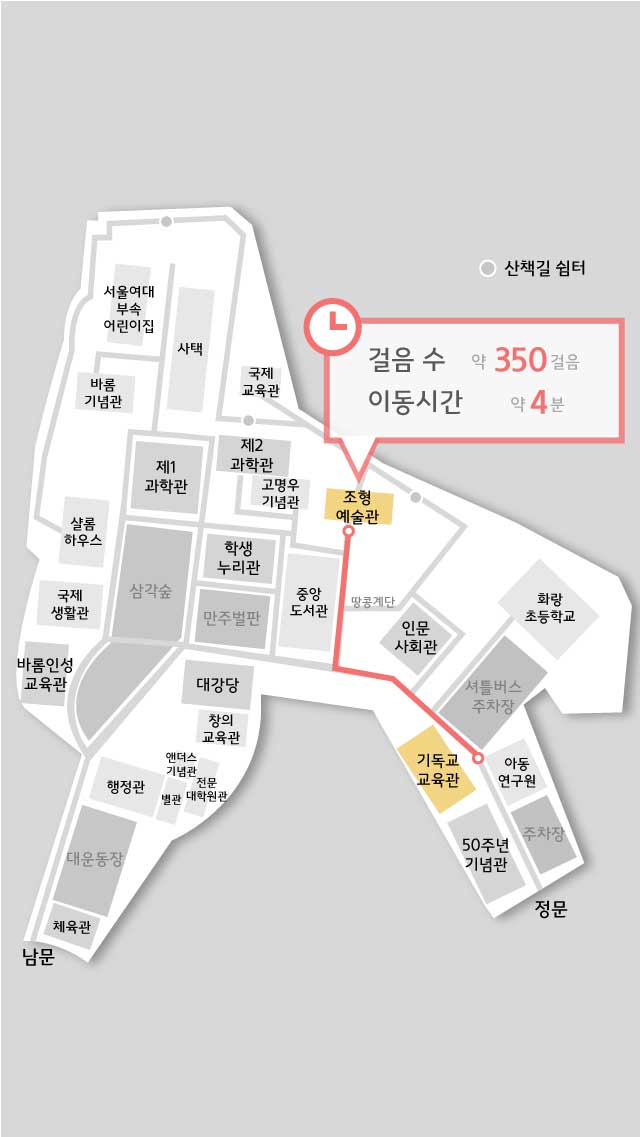 산책길 쉼터
걸음 수 약 350걸음
이동시간 약 4분
서울여대
부속
어린이집
사택
바롬
기념관
국제
교육관
제1
과학관
제2
과학관
고명우
기념관
조형
예술관
샬롬
하우스
학생
누리관
삼각숲
만주벌판
중앙
도서관
땅콩계단
국제
생활관
인문
사회관
화랑
초등학교
바롬인성
교육관
대강당
셔틀버스
주차장
창의
교육관
앤더스
기념관
전문
대학원관
행정관
별관
기독교
교육관
아동
연구원
대운동장
50주년
기념관
주차장
체육관
정문
남문